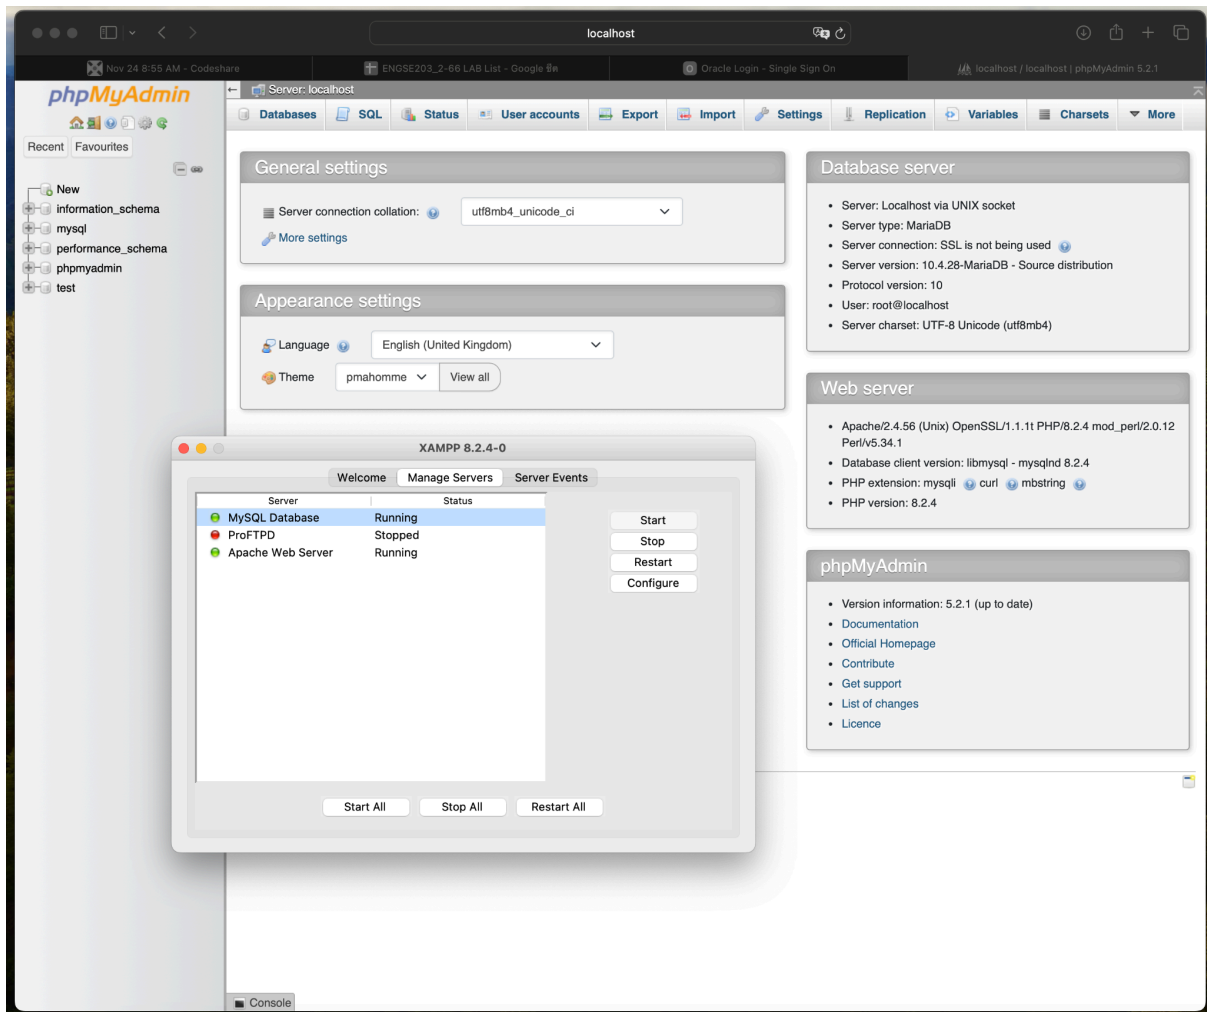 localhost
Nov 24 8:55 AM - Codeshare
ENGSE203_2-66 LAB List - Google ชีต
Oracle Login - Single Sign On
localhost / localhost | phpMyAdmin 5.2.1
phpMyAdmin
Recent Favourites
New
information_schema
mysql
performance_schema
phpmyadmin
test
Server: localhost
Databases SQL Status User accounts Export Import Settings Replication Variables Charsets More
General settings
Server connection collation: utf8mb4_unicode_ci
More settings
Appearance settings
Language English (United Kingdom)
Theme pmahomme View all
Database server
• Server: Localhost via UNIX socket
• Server type: MariaDB
• Server connection: SSL is not being used
• Server version: 10.4.28-MariaDB - Source distribution
• Protocol version: 10
• User: root@localhost
• Server charset: UTF-8 Unicode (utf8mb4)
Web server
• Apache/2.4.56 (Unix) OpenSSL/1.1.1t PHP/8.2.4 mod_perl/2.0.12
Perl/v5.34.1
• Database client version: libmysql - mysqlnd 8.2.4
• PHP extension: mysqli curl mbstring
• PHP version: 8.2.4
phpMyAdmin
• Version information: 5.2.1 (up to date)
• Documentation
• Official Homepage
• Contribute
• Get support
• List of changes
• Licence
XAMPP 8.2.4-0
Welcome Manage Servers Server Events
Server Status
MySQL Database Running
ProFTPD Stopped
Apache Web Server Running
Start
Stop
Restart
Configure
Start All Stop All Restart All
Console